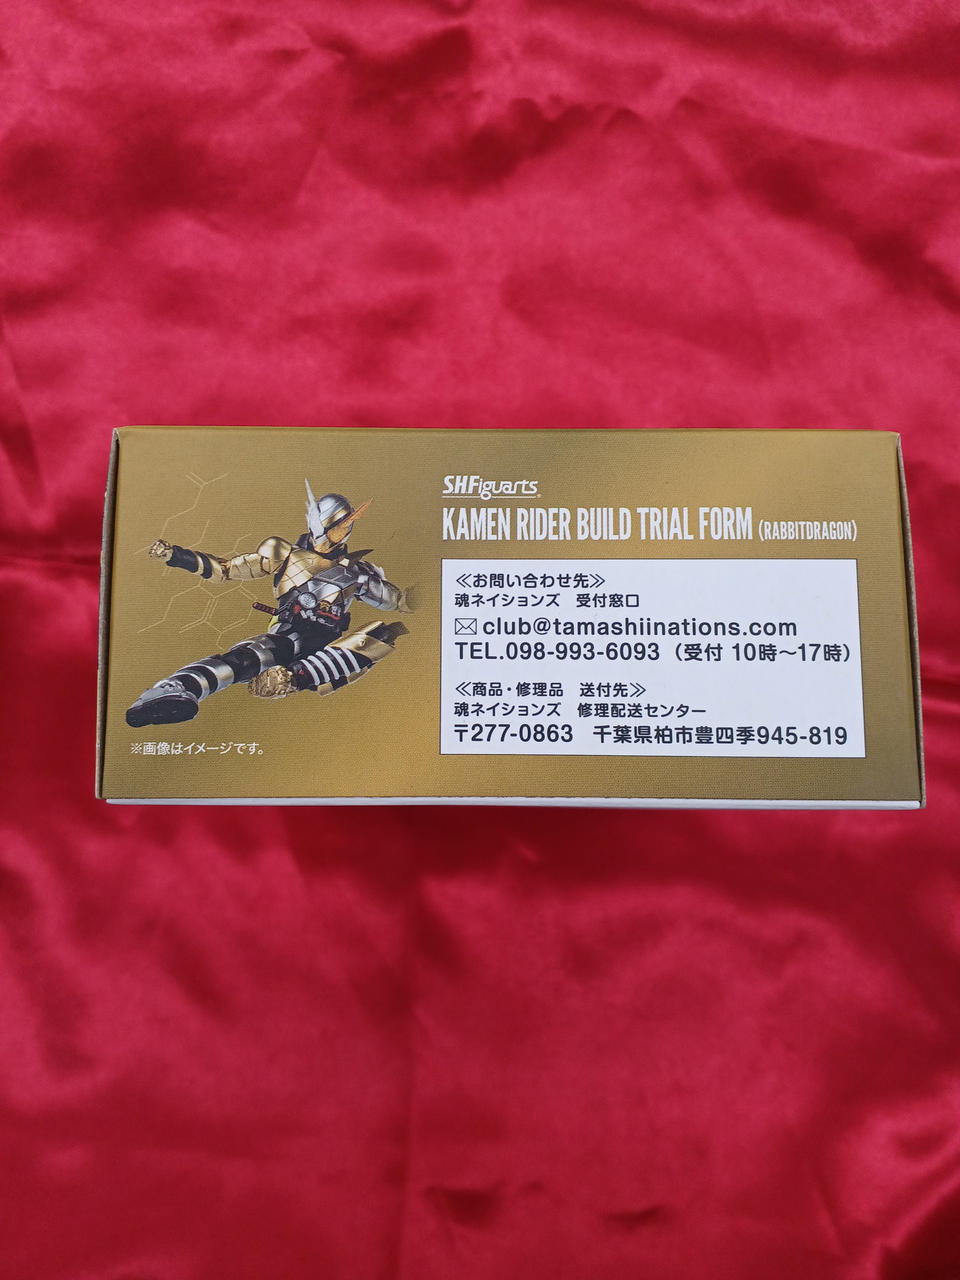 SHFiguarts
KAMEN RIDER BUILD TRIAL FORM (RABBITDRAGON)
≪お問い合わせ先≫
魂ネイションズ 受付窓口
club@tamashiinations.com
TEL.098-993-6093 (受付 10時〜17時)
≪商品・修理品 送付先≫
魂ネイションズ 修理配送センター
〒277-0863 千葉県柏市豊四季945-819
※画像はイメージです。